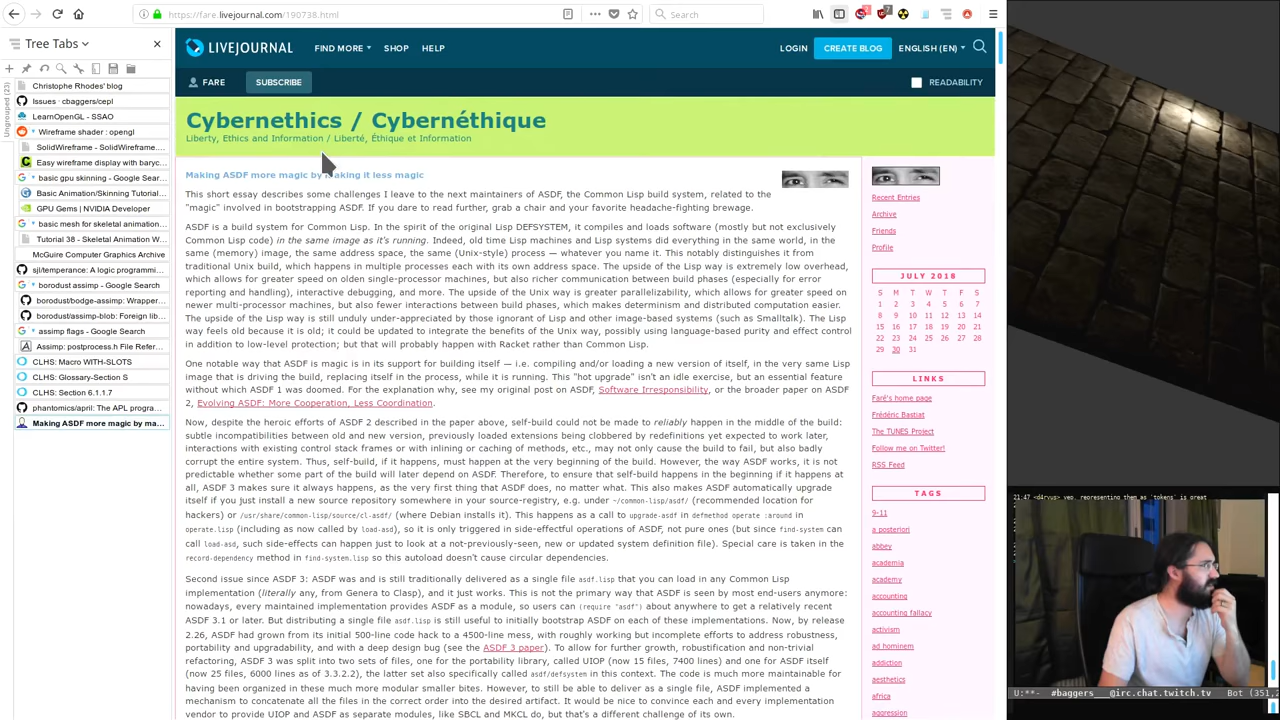 https://fare.livejournal.com/190738.html
Search
1
7
Tree Tabs
Ungrouped (23)
Christophe Rhodes' blog
Issues · cbaggers/cepl
LearnOpenGL - SSAO
Wireframe shader : opengl
SolidWireframe - SolidWireframe...
Easy wireframe display with baryc...
basic gpu skinning - Google Sear...
Basic Animation/Skinning Tutorial...
GPU Gems | NVIDIA Developer
basic mesh for skeletal animation...
Tutorial 38 - Skeletal Animation W...
McGuire Computer Graphics Archive
sjl/temperance: A logic programmi...
borodust assimp - Google Search
borodust/bodge-assimp: Wrapper...
borodust/assimp-blob: Foreign lib...
assimp flags - Google Search
Assimp: postprocess.h File Refer...
CLHS: Macro WITH-SLOTS
CLHS: Glossary-Section S
CLHS: Section 6.1.1.7
phantomics/april: The APL progra...
Making ASDF more magic by ma...
LIVEJOURNAL
FIND MORE
SHOP
HELP
LOGIN
CREATE BLOG
ENGLISH (EN)
FARE
SUBSCRIBE
READABILITY
Cybernethics / Cybernéthique
Liberty, Ethics and Information / Liberté, Éthique et Information
Making ASDF more magic by making it less magic
This short essay describes some challenges I leave to the next maintainers of ASDF, the Common Lisp build system, related to the
"magic" involved in bootstrapping ASDF. If you dare to read further, grab a chair and your favorite headache-fighting brewage.
ASDF is a build system for Common Lisp. In the spirit of the original Lisp DEFSYSTEM, it compiles and loads software (mostly but not exclusively
Common Lisp code) in the same image as it's running. Indeed, old time Lisp machines and Lisp systems did everything in the same world, in the
same (memory) image, the same address space, the same (Unix-style) process — whatever you name it. This notably distinguishes it from
traditional Unix build, which happens in multiple processes each with its own address space. The upside of the Lisp way is extremely low overhead,
which allows for greater speed on olden single-processor machines, but also richer communication between build phases (especially for error
reporting and handling), interactive debugging, and more. The upside of the Unix way is greater parallelizability, which allows for greater speed on
newer multi-processor machines, but also fewer interactions between build phases, which makes determinism and distributed computation easier.
The upside of the Lisp way is still unduly under-appreciated by those ignorant of Lisp and other image-based systems (such as Smalltalk). The Lisp
way feels old because it is old; it could be updated to integrate the benefits of the Unix way, possibly using language-based purity and effect control
in addition to low-level protection; but that will probably happen with Racket rather than Common Lisp.
One notable way that ASDF is magic is in its support for building itself — i.e. compiling and/or loading a new version of itself, in the very same Lisp
image that is driving the build, replacing itself in the process, while it is running. This "hot upgrade" isn't an idle exercise, but an essential feature
without which ASDF 1 was doomed. For the explanation why, see my original post on ASDF, Software Irresponsibility, or the broader paper on ASDF
2, Evolving ASDF: More Cooperation, Less Coordination.
Now, despite the heroic efforts of ASDF 2 described in the paper above, self-build could not be made to reliably happen in the middle of the build:
subtle incompatibilities between old and new version, previously loaded extensions being clobbered by redefinitions yet expected to work later,
interactions with existing control stack frames or with inlining or caching of methods, etc., may not only cause the build to fail, but also badly
corrupt the entire system. Thus, self-build, if it happens, must happen at the very beginning of the build. However, the way ASDF works, it is not
predictable whether some part of the build will later depend on ASDF. Therefore, to ensure that self-build happens in the beginning if it happens at
all, ASDF 3 makes sure it always happens, as the very first thing that ASDF does, no matter what. This also makes ASDF automatically upgrade
itself if you just install a new source repository somewhere in your source-registry, e.g. under ~/common-lisp/asdf/ (recommended location for
hackers) or /usr/share/common-lisp/source/cl-asdf/ (where Debian installs it). This happens as a call to upgrade-asdf in defmethod operate :around in
operate.lisp (including as now called by load-asd), so it is only triggered in side-effectful operations of ASDF, not pure ones (but since find-system can
call load-asd, such side-effects can happen just to look at a not-previously-seen, new or updated system definition file). Special care is taken in the
record-dependency method in find-system.lisp so this autoload doesn't cause circular dependencies.
Second issue since ASDF 3: ASDF was and is still traditionally delivered as a single file asdf.lisp that you can load in any Common Lisp
implementation (literally any, from Genera to Clasp), and it just works. This is not the primary way that ASDF is seen by most end-users anymore:
nowadays, every maintained implementation provides ASDF as a module, so users can (require "asdf") about anywhere to get a relatively recent
ASDF 3.1 or later. But distributing a single file asdf.lisp is still useful to initially bootstrap ASDF on each of these implementations. Now, by release
2.26, ASDF had grown from its initial 500-line code hack to a 4500-line mess, with roughly working but incomplete efforts to address robustness,
portability and upgradability, and with a deep design bug (see the ASDF 3 paper). To allow for further growth, robustification and non-trivial
refactoring, ASDF 3 was split into two sets of files, one for the portability library, called UIOP (now 15 files, 7400 lines) and one for ASDF itself
(now 25 files, 6000 lines as of 3.3.2.2), the latter set also specifically called asdf/defsystem in this context. The code is much more maintainable for
having been organized in these much more modular smaller bites. However, to still be able to deliver as a single file, ASDF implemented a
mechanism to concatenate all the files in the correct order into the desired artifact. It would be nice to convince each and every implementation
vendor to provide UIOP and ASDF as separate modules, like SBCL and MKCL do, but that's a different challenge of its own.
Recent Entries
Archive
Friends
Profile
JULY 2018
S M T W T F S
1 2 3 4 5 6 7
8 9 10 11 12 13 14
15 16 17 18 19 20 21
22 23 24 25 26 27 28
29 30 31
LINKS
Faré's home page
Frédéric Bastiat
The TUNES Project
Follow me on Twitter!
RSS Feed
TAGS
9-11
a posteriori
abbey
academia
academy
accounting
accounting fallacy
activism
ad hominem
addiction
aesthetics
africa
aggression
21:47 <d4ryus> yep, representing them as 'tokens' is great
U:**- #baggers___@irc.chat.twitch.tv Bot (351,